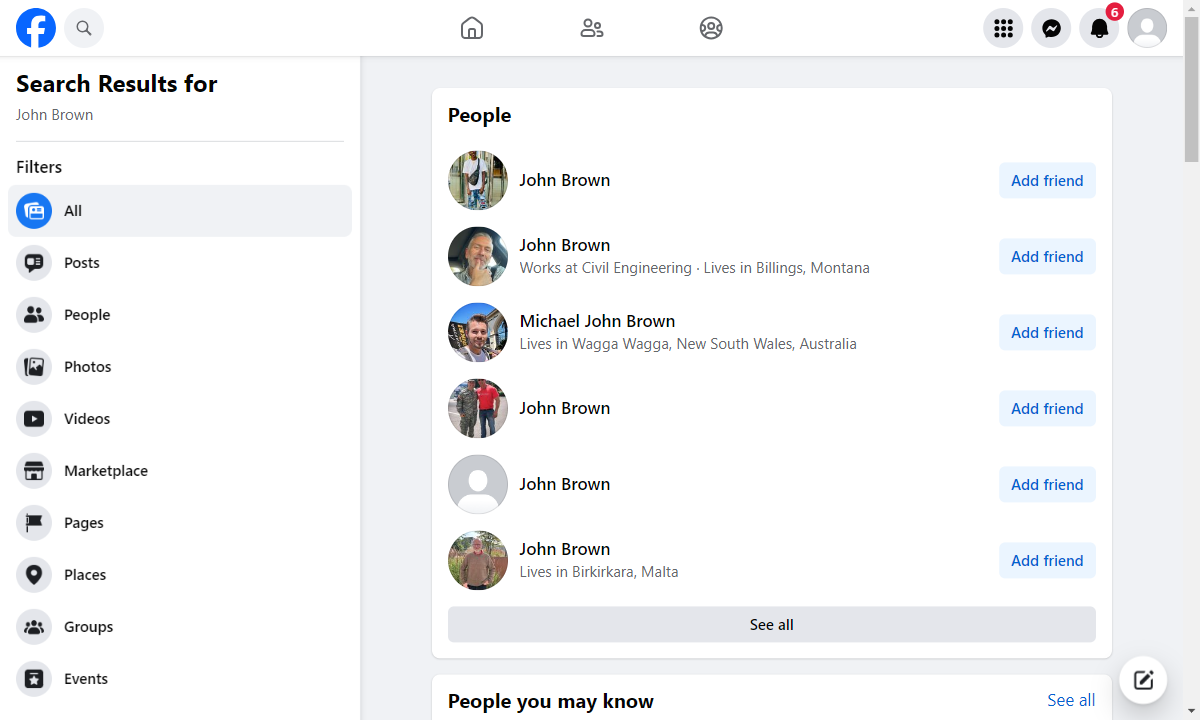 6
Search Results for
John Brown
Filters
All
Posts
People
Photos
Videos
Marketplace
Pages
Places
Groups
Events
People
John Brown
Add friend
John Brown
Works at Civil Engineering · Lives in Billings, Montana
Add friend
Michael John Brown
Lives in Wagga Wagga, New South Wales, Australia
Add friend
John Brown
Add friend
John Brown
Add friend
John Brown
Lives in Birkirkara, Malta
Add friend
See all
People you may know
See all